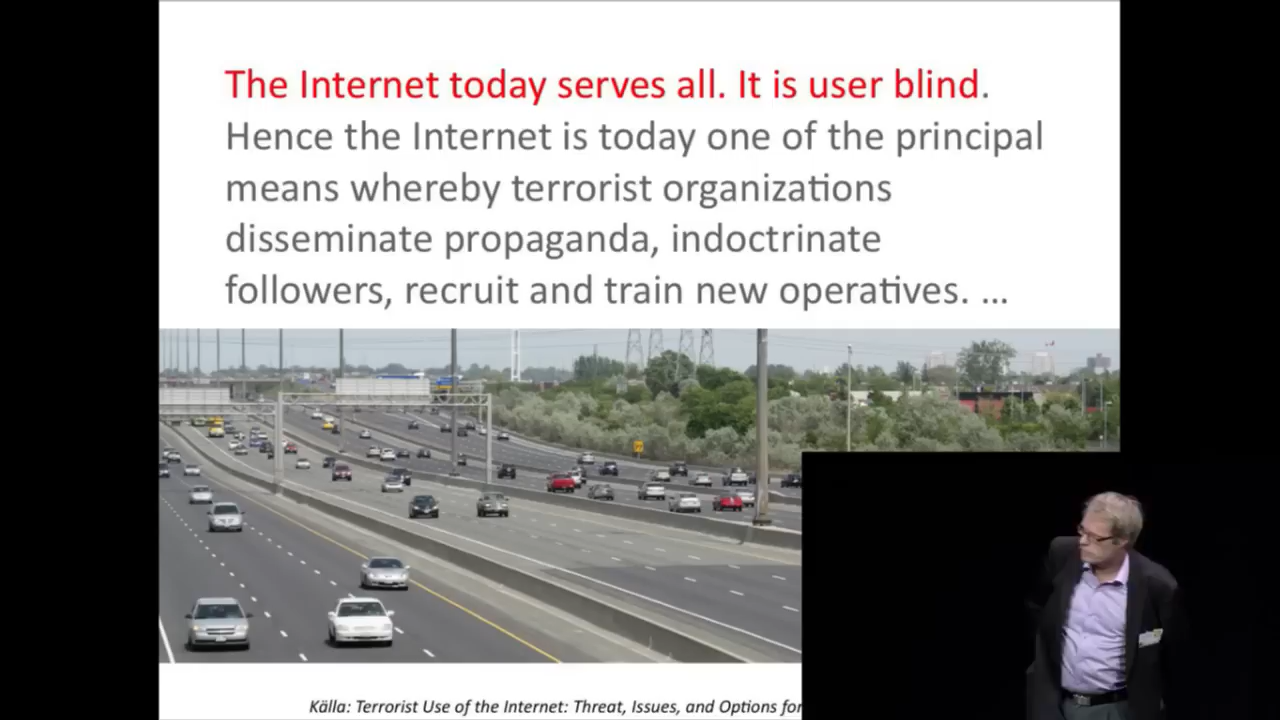 The Internet today serves all. It is user blind.
Hence the Internet is today one of the principal
means whereby terrorist organizations
disseminate propaganda, indoctrinate
followers, recruit and train new operatives. ...
Källa: Terrorist Use of the Internet: Threat, Issues, and Options for